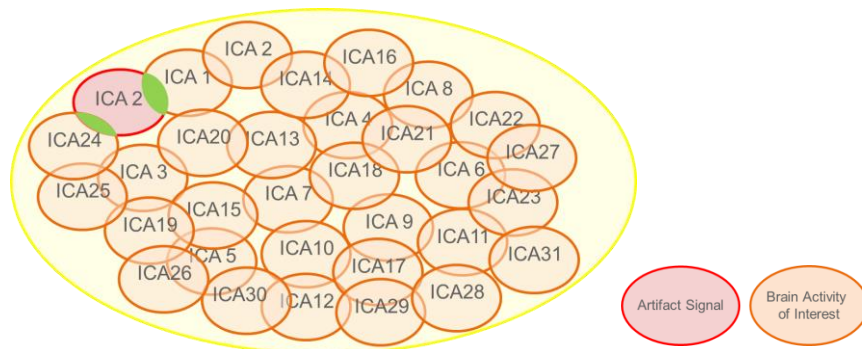 ICA 2
ICA16
ICA 1
ICA14
ICA 8
ICA 2
ICA 4
ICA22
ICA24
ICA20
ICA13
ICA21
ICA27
ICA 3
ICA18
ICA 6
ICA25
ICA 7
ICA23
ICA15
ICA19
ICA 9
ICA11
ICA 5
ICA10
ICA31
ICA26
ICA17
ICA30
ICA12
ICA29
ICA28
Artifact Signal
Brain Activity
of Interest